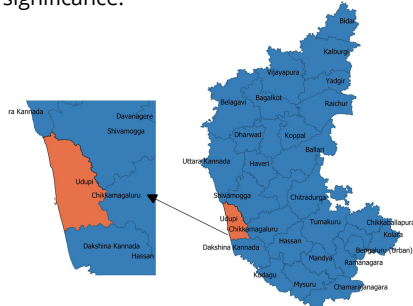 significance.
ra Kannada
Davanagere
Shivamogga
Udupi
Chikkamagaluru
Dakshina Kannada
Hassan
Bidar
Kalburgi
Vijayapura
Yadgir
Belagavi
Bagalkot
Raichur
Dharwad
Koppal
Ballari
Uttara Kannada
Haveri
Shivamogga
Chitradurga
Udupi
Chikkamagaluru
Tumakuru
Chikkaballapura
Kolara
Dakshina Kannada
Hassan
Bengaluru (Urban)
Mandya
Ramanagara
Kodagu
Mysuru
Chamarajanagara